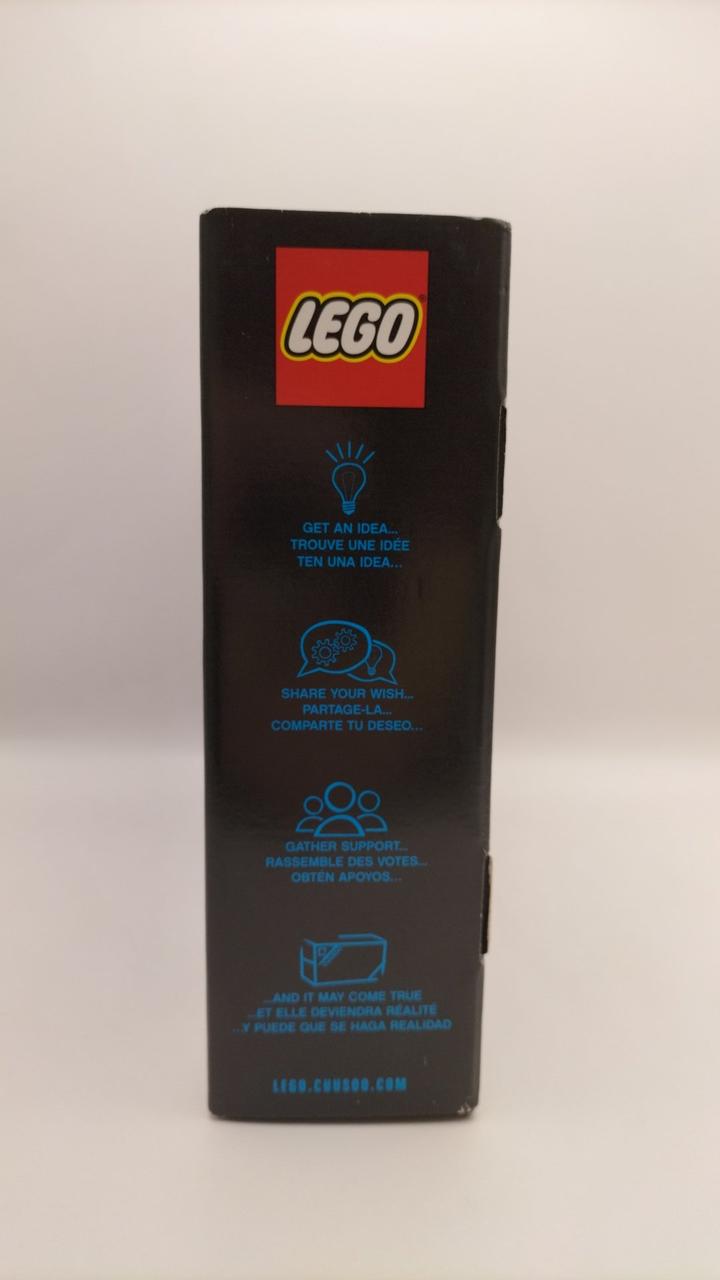 LEGO®
GET AN IDEA...
TROUVE UNE IDÉE
TEN UNA IDEA...
SHARE YOUR WISH...
PARTAGE-LA...
COMPARTE TU DESEO...
GATHER SUPPORT...
RASSEMBLE DES VOTES...
OBTÉN APOYOS...
...AND IT MAY COME TRUE
...ET ELLE DEVIENDRA RÉALITÉ
...Y PUEDE QUE SE HAGA REALIDAD
LEGO.CUUSOO.COM